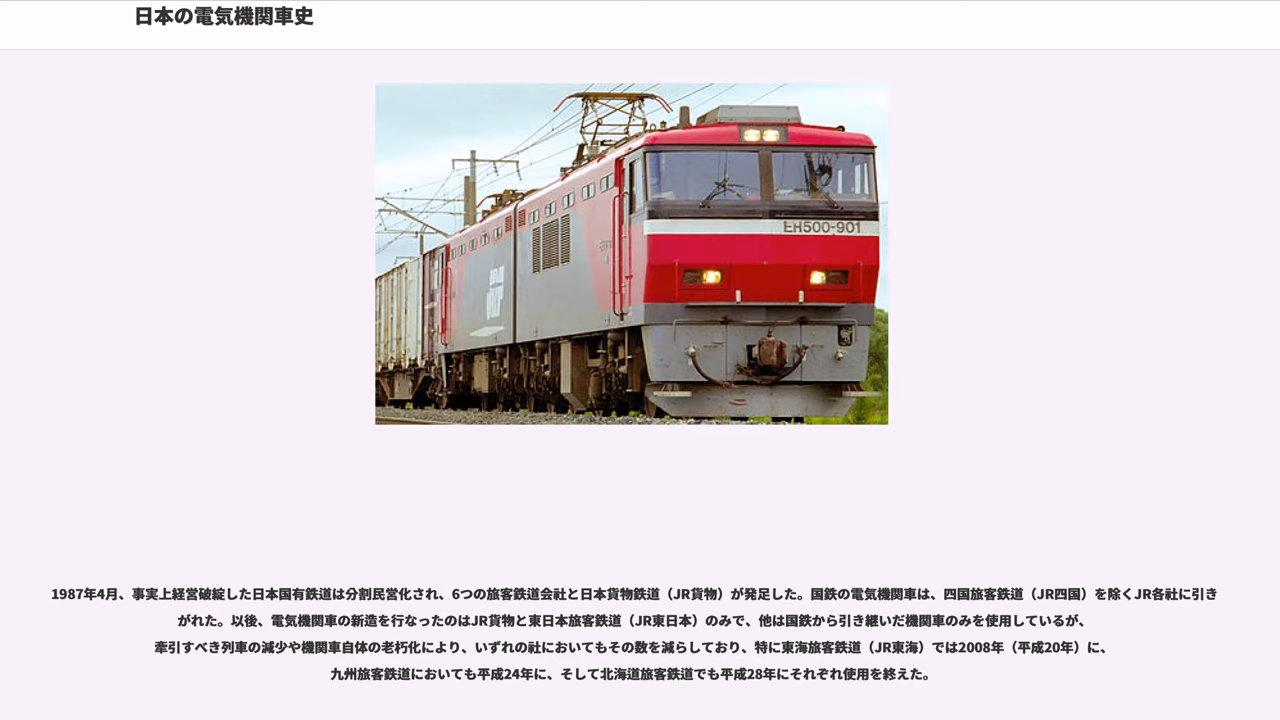 日本の電気機関車史
EH500-901
1987年4月、事実上経営破綻した日本国有鉄道は分割民営化され、6つの旅客鉄道会社と日本貨物鉄道（JR貨物）が発足した。国鉄の電気機関車は、四国旅客鉄道（JR四国）を除くJR各社に引き
がれた。以後、電気機関車の新造を行なったのはJR貨物と東日本旅客鉄道（JR東日本）のみで、他は国鉄から引き継いだ機関車のみを使用しているが、
牽引すべき列車の減少や機関車自体の老朽化により、いずれの社においてもその数を減らしており、特に東海旅客鉄道（JR東海）では2008年（平成20年）に、
九州旅客鉄道においても平成24年に、そして北海道旅客鉄道でも平成28年にそれぞれ使用を終えた。